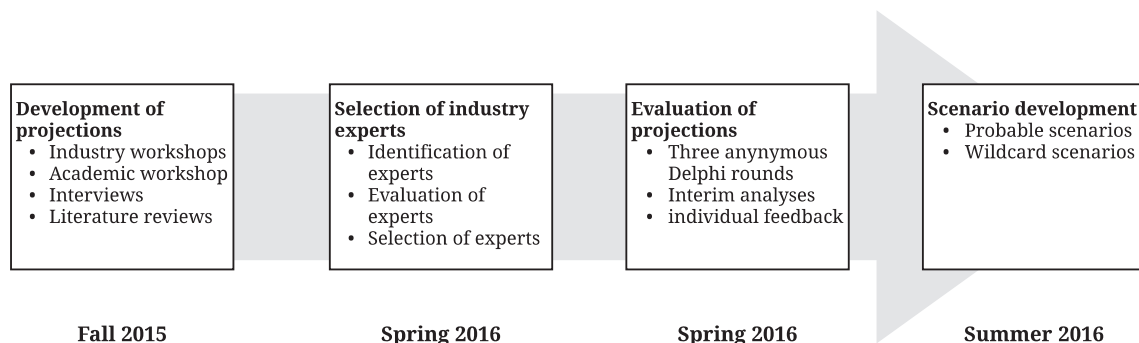 Development of
projections
• Industry workshops
• Academic workshop
• Interviews
• Literature reviews
Fall 2015
Selection of industry
experts
• Identification of
experts
• Evaluation of
experts
• Selection of experts
Spring 2016
Evaluation of
projections
• Three anynymous
Delphi rounds
• Interim analyses
• individual feedback
Spring 2016
Scenario development
• Probable scenarios
• Wildcard scenarios
Summer 2016